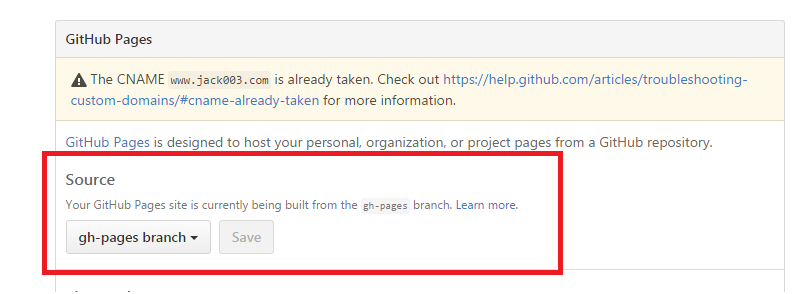 GitHub Pages
The CNAME www.jack003.com is already taken. Check out https://help.github.com/articles/troubleshooting-
custom-domains/#cname-already-taken for more information.
GitHub Pages is designed to host your personal, organization, or project pages from a GitHub repository.
Source
Your GitHub Pages site is currently being built from the gh-pages branch. Learn more.
gh-pages branch Save